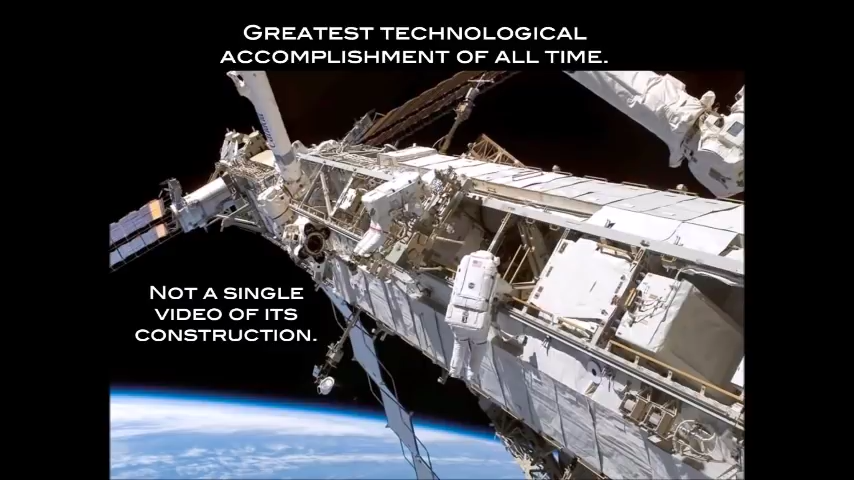 Greatest technological
accomplishment of all time.
Not a single
video of its
construction.